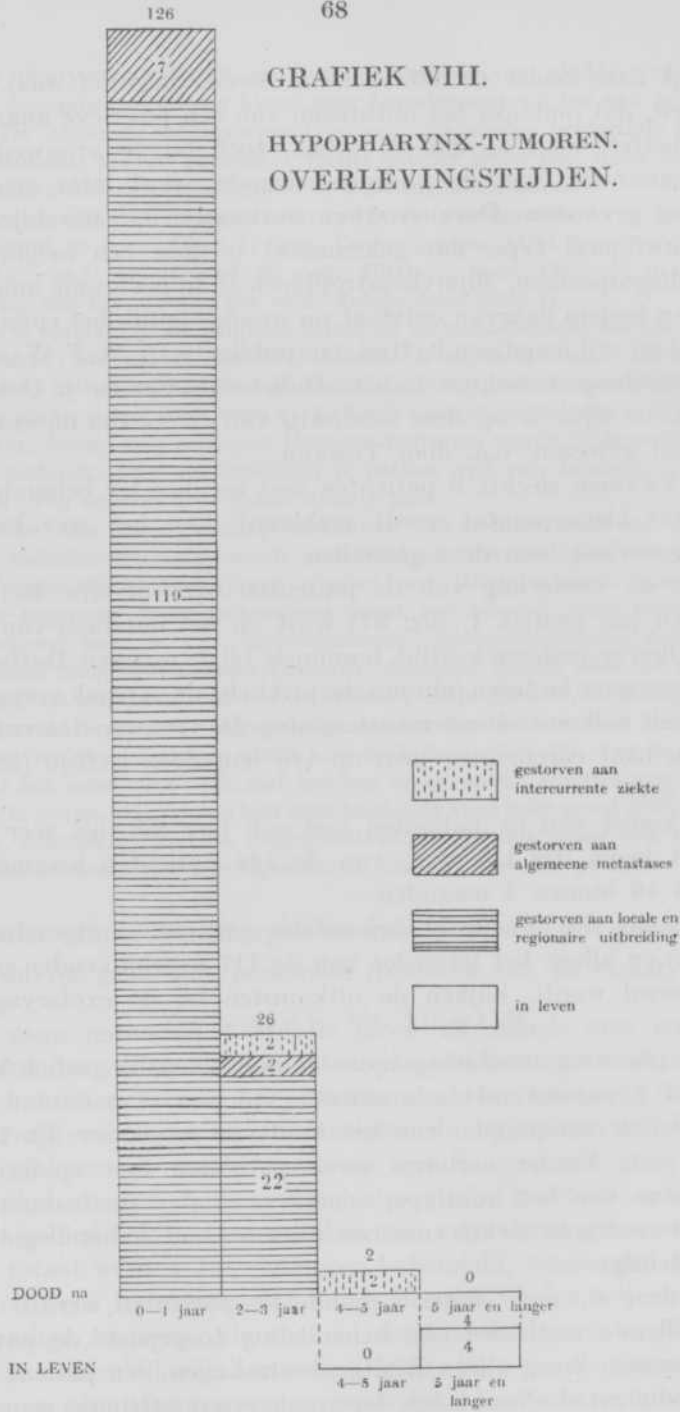 68
126
GRAFIEK VIII.
HYPOPHARYNX-TUMOREN.
OVERLEVINGSTIJDEN.
7
119
gestorven aan
intercurrente ziekte
gestorven aan
algemeene metastases
gestorven aan locale en
regionaire uitbreiding
in leven
26
2
2
22
2
2
0
DOOD na
0—1 jaar
2—3 jaar
4—5 jaar
5 jaar en langer
4
0
4
IN LEVEN
4—5 jaar
5 jaar en
langer